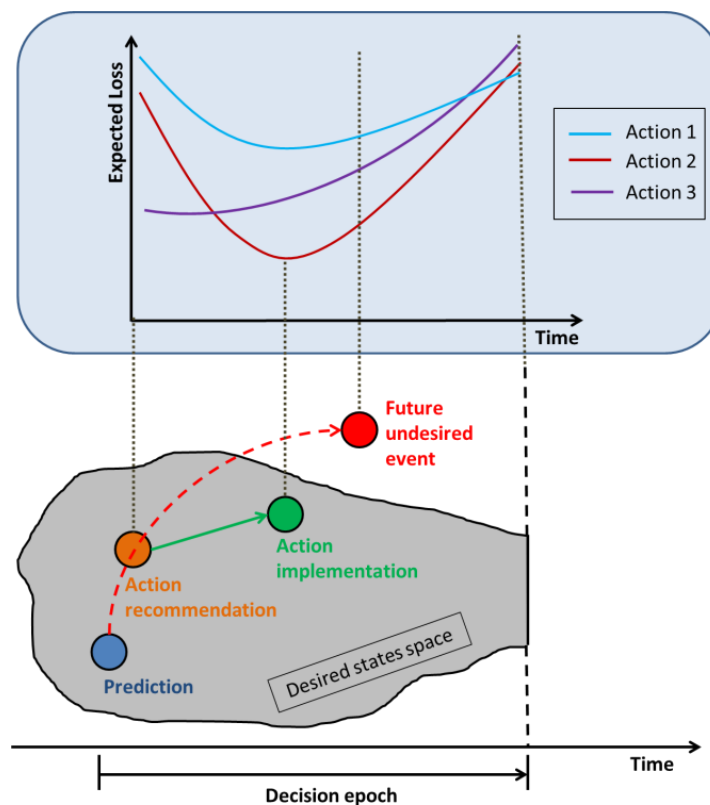 Expected Loss
Action 1
Action 2
Action 3
Time
Future
undesired
event
Action
implementation
Action
recommendation
Desired states space
Prediction
Time
Decision epoch